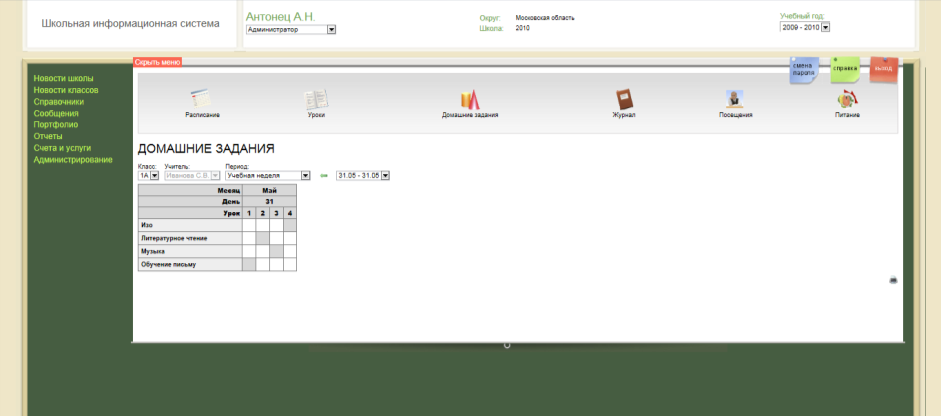 Школьная информационная система
Антонец А.Н.
Администратор
Округ: Московская область
Школа: 2010
Учебный год:
2009 - 2010
Скрыть меню
смена пароля
справка
выход
Новости школы
Новости классов
Справочники
Сообщения
Портфолио
Отчеты
Счета и услуги
Администрирование
Расписание
Уроки
Домашние задания
Журнал
Посещения
Питание
ДОМАШНИЕ ЗАДАНИЯ
Класс: Учитель: Период:
1А Иванова С.В. Учебная неделя 31.05 - 31.05
Месяц Май
День 31
Урок 1 2 3 4
Изо
Литературное чтение
Музыка
Обучение письму